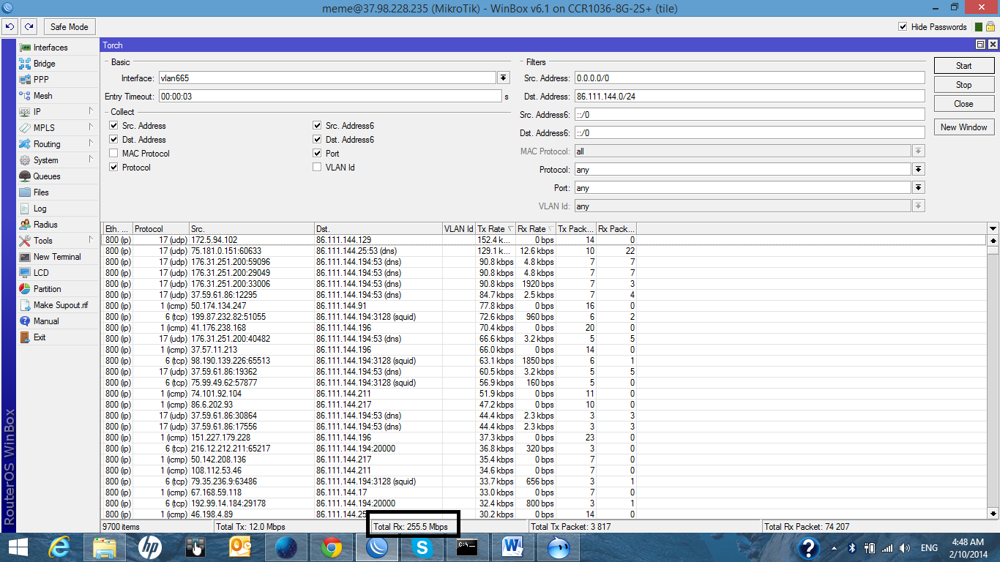 meme@37.98.228.235 (MikroTik) - WinBox v6.1 on CCR1036-8G-2S+ (tile)
Safe Mode Hide Passwords
Interfaces
Bridge
PPP
Mesh
IP
MPLS
Routing
System
Queues
Files
Log
Radius
Tools
New Terminal
LCD
Partition
Make Supout.rif
Manual
Exit
RouterOS WinBox
Torch
Basic
Interface: vlan665
Entry Timeout: 00:00:03 s
Collect
Src. Address Src. Address6
Dst. Address Dst. Address6
MAC Protocol Port
Protocol VLAN Id
Filters
Src. Address: 0.0.0.0/0
Dst. Address: 86.111.144.0/24
Src. Address6: ::/0
Dst. Address6: ::/0
MAC Protocol: all
Protocol: any
Port: any
VLAN Id: any
Start
Stop
Close
New Window
Eth. ... Protocol Src. Dst. VLAN Id Tx Rate Rx Rate Tx Pack... Rx Pack...
800 (ip) 17 (udp) 172.5.94.102 86.111.144.129 152.4 k... 0 bps 14 0
800 (ip) 17 (udp) 75.181.0.151:60633 86.111.144.25:53 (dns) 129.1 k... 12.6 kbps 10 22
800 (ip) 17 (udp) 176.31.251.200:59096 86.111.144.194:53 (dns) 90.8 kbps 4.8 kbps 7 7
800 (ip) 17 (udp) 176.31.251.200:29049 86.111.144.194:53 (dns) 90.8 kbps 4.8 kbps 7 7
800 (ip) 17 (udp) 176.31.251.200:33006 86.111.144.194:53 (dns) 90.8 kbps 1920 bps 7 3
800 (ip) 17 (udp) 37.59.61.86:12295 86.111.144.194:53 (dns) 84.7 kbps 2.5 kbps 7 4
800 (ip) 1 (icmp) 50.174.134.247 86.111.144.91 77.8 kbps 0 bps 16 0
800 (ip) 6 (tcp) 199.87.232.82:51055 86.111.144.194:3128 (squid) 72.6 kbps 960 bps 6 2
800 (ip) 1 (icmp) 41.176.238.168 86.111.144.196 70.4 kbps 0 bps 20 0
800 (ip) 17 (udp) 176.31.251.200:40482 86.111.144.194:53 (dns) 66.6 kbps 3.2 kbps 5 5
800 (ip) 1 (icmp) 37.57.11.213 86.111.144.196 66.0 kbps 0 bps 14 0
800 (ip) 6 (tcp) 98.190.139.226:65513 86.111.144.194:3128 (squid) 63.1 kbps 1850 bps 6 1
800 (ip) 17 (udp) 37.59.61.86:19362 86.111.144.194:53 (dns) 60.5 kbps 3.2 kbps 5 5
800 (ip) 6 (tcp) 75.99.49.62:57877 86.111.144.194:3128 (squid) 56.9 kbps 160 bps 5 0
800 (ip) 1 (icmp) 74.101.92.104 86.111.144.211 51.9 kbps 0 bps 11 0
800 (ip) 1 (icmp) 86.6.202.93 86.111.144.217 47.2 kbps 0 bps 10 0
800 (ip) 17 (udp) 37.59.61.86:30864 86.111.144.194:53 (dns) 44.4 kbps 2.3 kbps 3 3
800 (ip) 17 (udp) 37.59.61.86:17556 86.111.144.194:53 (dns) 44.4 kbps 2.3 kbps 3 3
800 (ip) 1 (icmp) 151.227.179.228 86.111.144.196 37.3 kbps 0 bps 23 0
800 (ip) 6 (tcp) 216.12.212.211:65217 86.111.144.194:20000 36.8 kbps 320 bps 3 0
800 (ip) 1 (icmp) 50.142.208.136 86.111.144.217 35.4 kbps 0 bps 7 0
800 (ip) 1 (icmp) 108.112.53.46 86.111.144.211 34.6 kbps 0 bps 7 0
800 (ip) 6 (tcp) 79.35.236.9:63486 86.111.144.194:3128 (squid) 33.7 kbps 656 bps 3 1
800 (ip) 1 (icmp) 67.168.59.118 86.111.144.17 33.0 kbps 0 bps 7 0
800 (ip) 6 (tcp) 192.99.14.184:29178 86.111.144.194:20000 32.4 kbps 800 bps 3 1
800 (ip) 1 (icmp) 46.198.4.89 86.111.144.25 30.2 kbps 0 bps 14 0
9700 items Total Tx: 12.0 Mbps Total Rx: 255.5 Mbps Total Tx Packet: 3 817 Total Rx Packet: 74 207
ENG 4:48 AM
2/10/2014